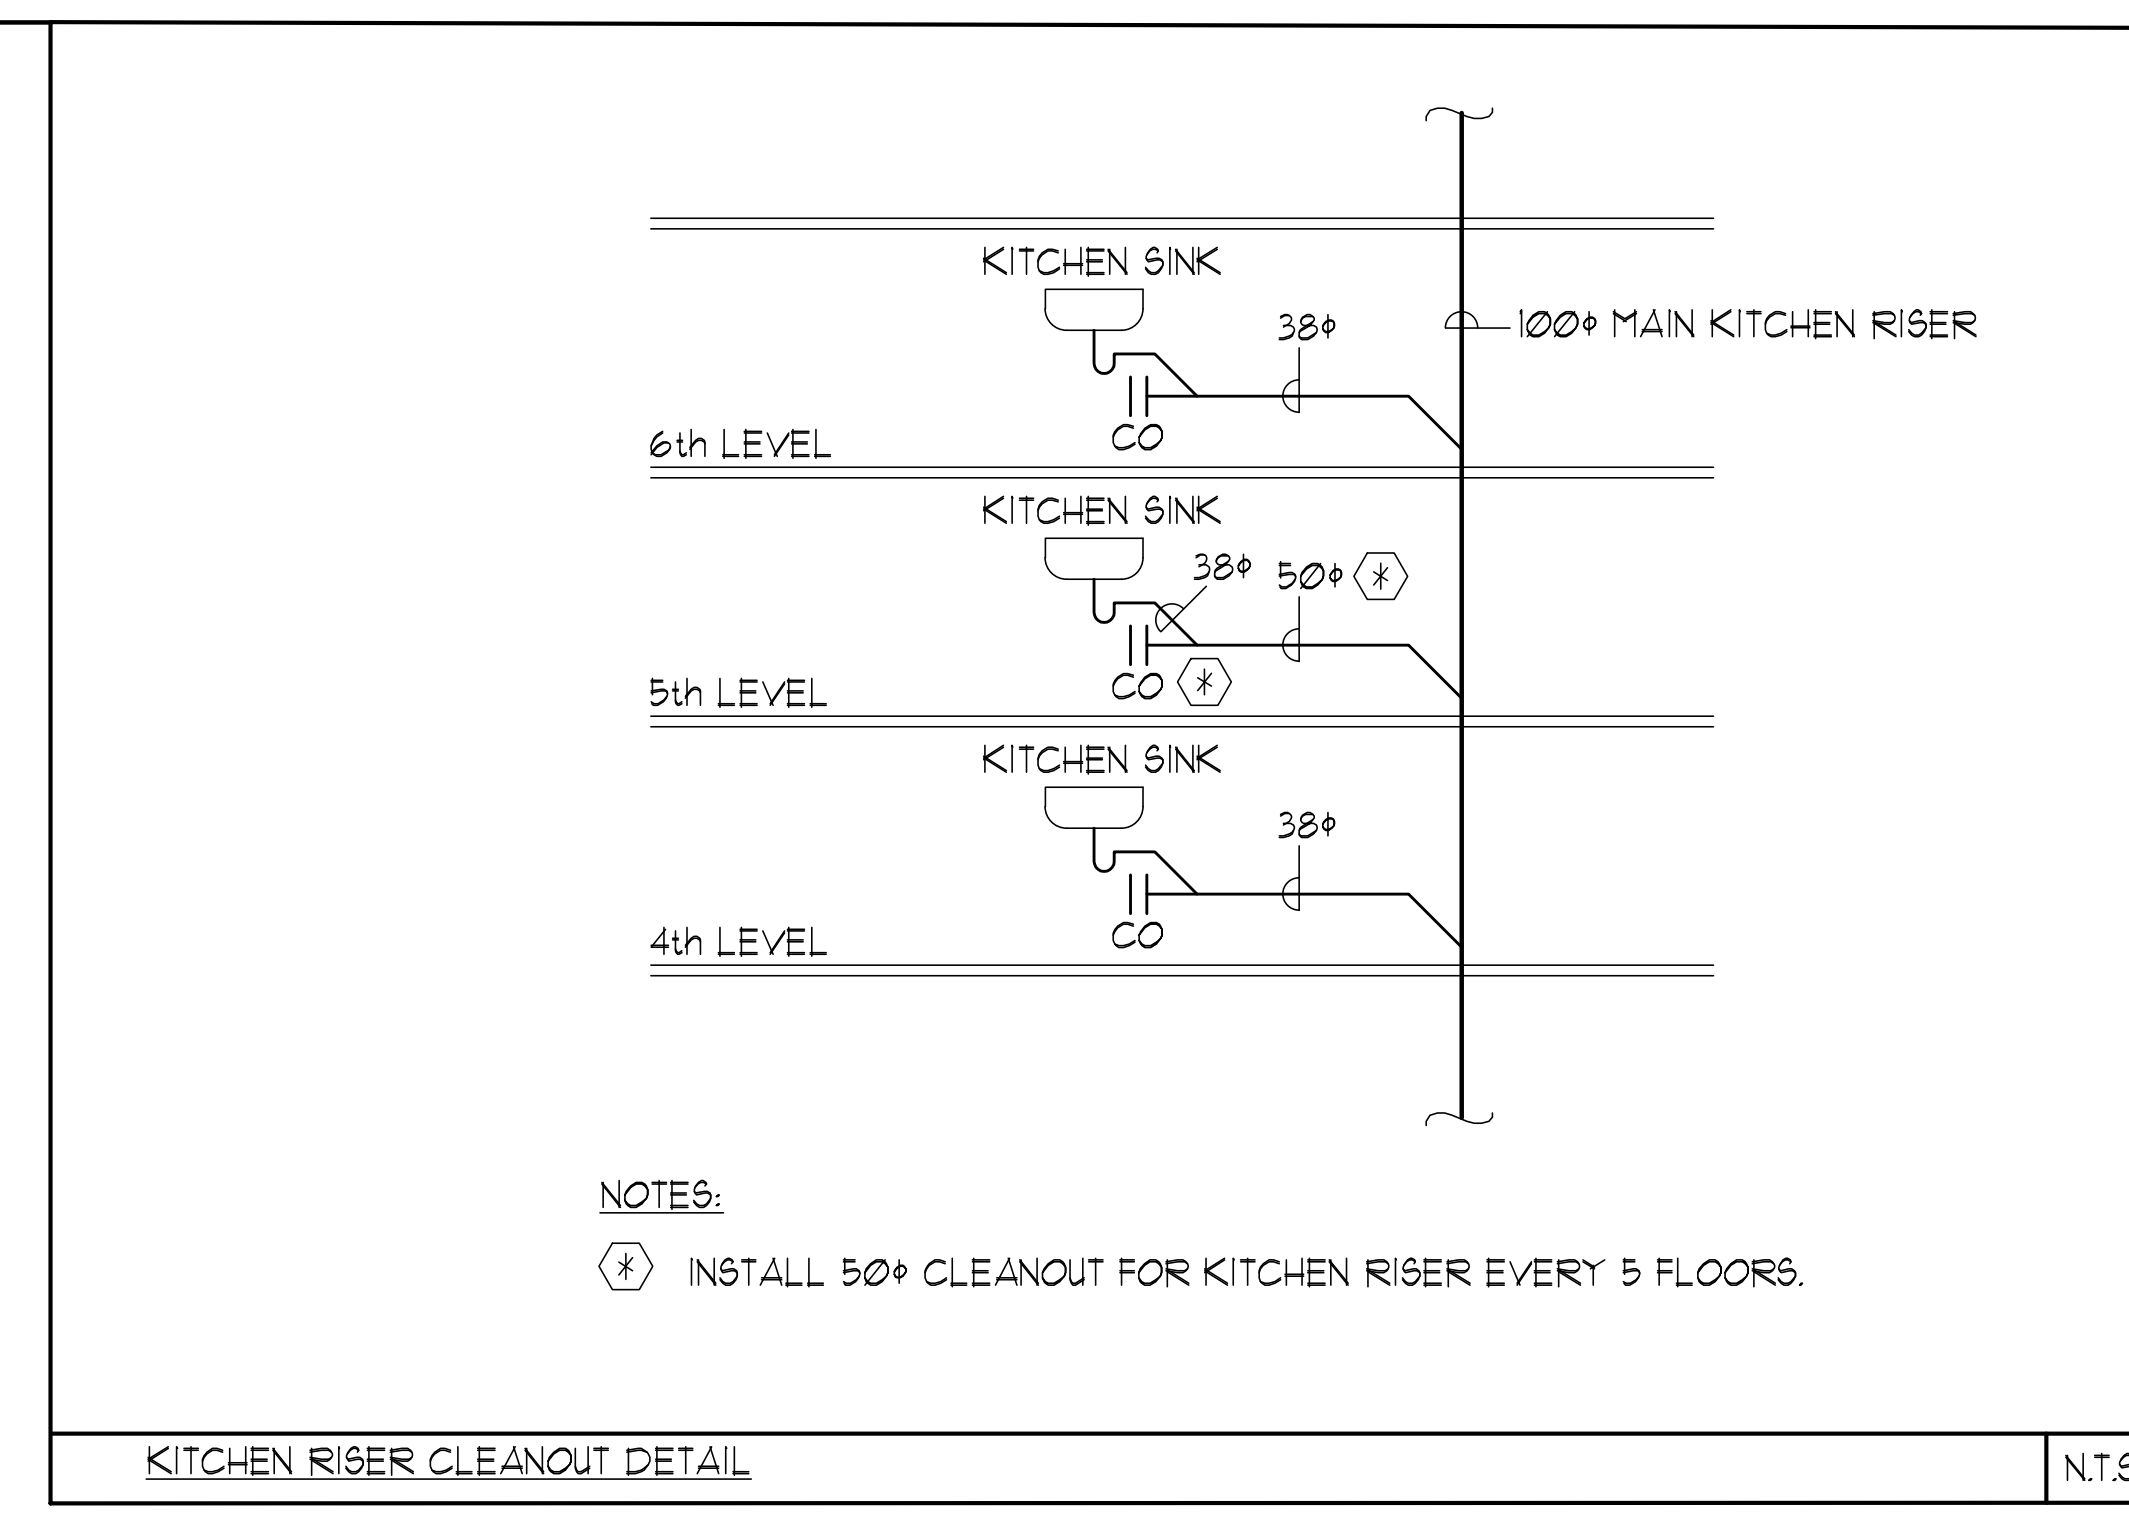 KITCHEN SINK
38ϕ
100ϕ MAIN KITCHEN RISER
CO
6th LEVEL
KITCHEN SINK
38ϕ 50ϕ *
CO *
5th LEVEL
KITCHEN SINK
38ϕ
CO
4th LEVEL
NOTES:
* INSTALL 50ϕ CLEANOUT FOR KITCHEN RISER EVERY 5 FLOORS.
KITCHEN RISER CLEANOUT DETAIL
N.T.S